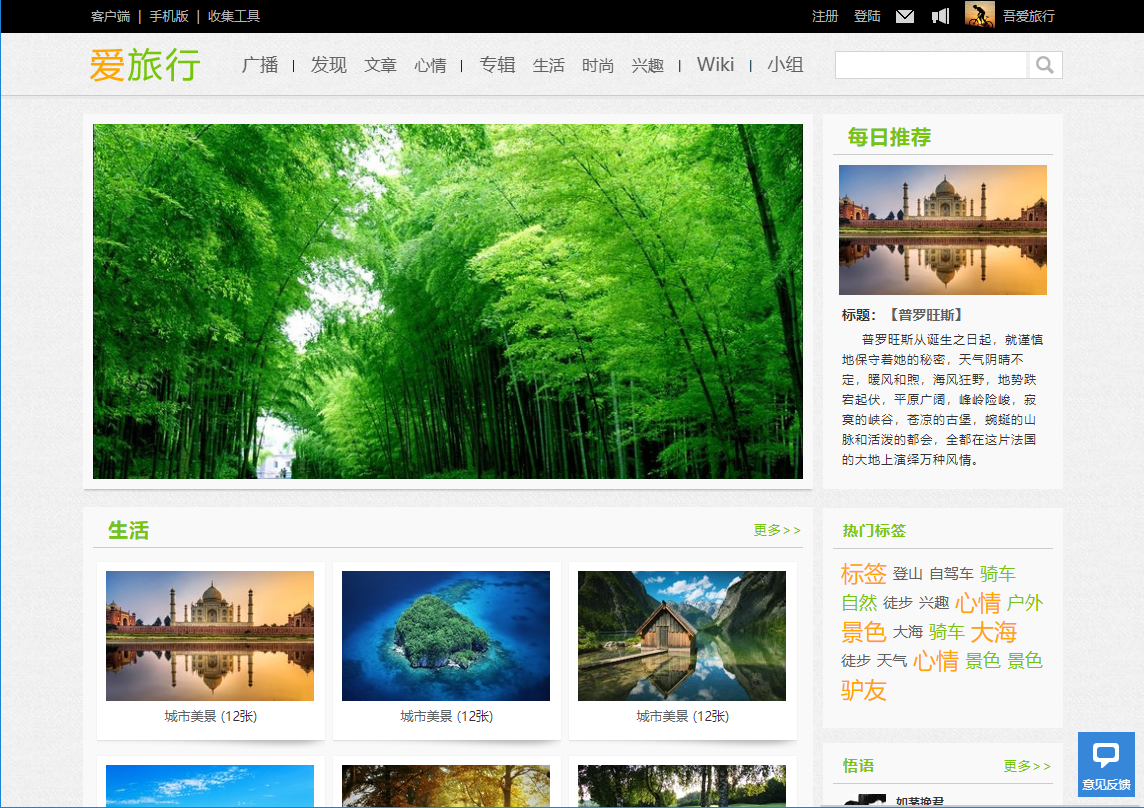 客户端 | 手机版 | 收集工具
注册 登陆 吾爱旅行
爱旅行
广播 | 发现 文章 心情 | 专辑 生活 时尚 兴趣 | Wiki | 小组
每日推荐
标题：【普罗旺斯】
普罗旺斯从诞生之日起，就谨慎
地保守着她的秘密，天气阴晴不
定，暖风和煦，海风狂野，地势跌
宕起伏，平原广阔，峰岭险峻，寂
寞的峡谷，苍凉的古堡，蜿蜒的山
脉和活泼的都会，全都在这片法国
的大地上演绎万种风情。
生活 更多>>
城市美景 (12张)
城市美景 (12张)
城市美景 (12张)
热门标签
标签 登山 自驾车 骑车
自然 徒步 兴趣 心情 户外
景色 大海 骑车 大海
徒步 天气 心情 景色 景色
驴友
悟语 更多>>
如茗挽君
意见反馈